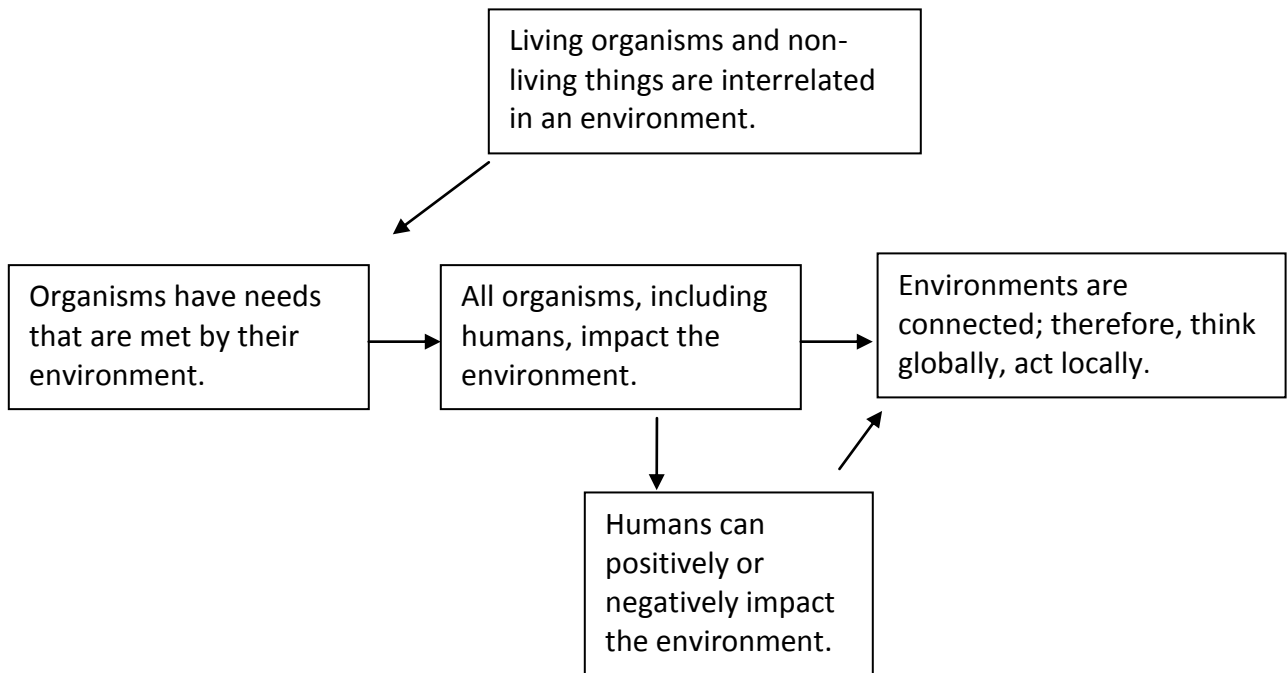 Living organisms and non-
living things are interrelated
in an environment.
Organisms have needs
that are met by their
environment.
All organisms, including
humans, impact the
environment.
Environments are
connected; therefore, think
globally, act locally.
Humans can
positively or
negatively impact
the environment.